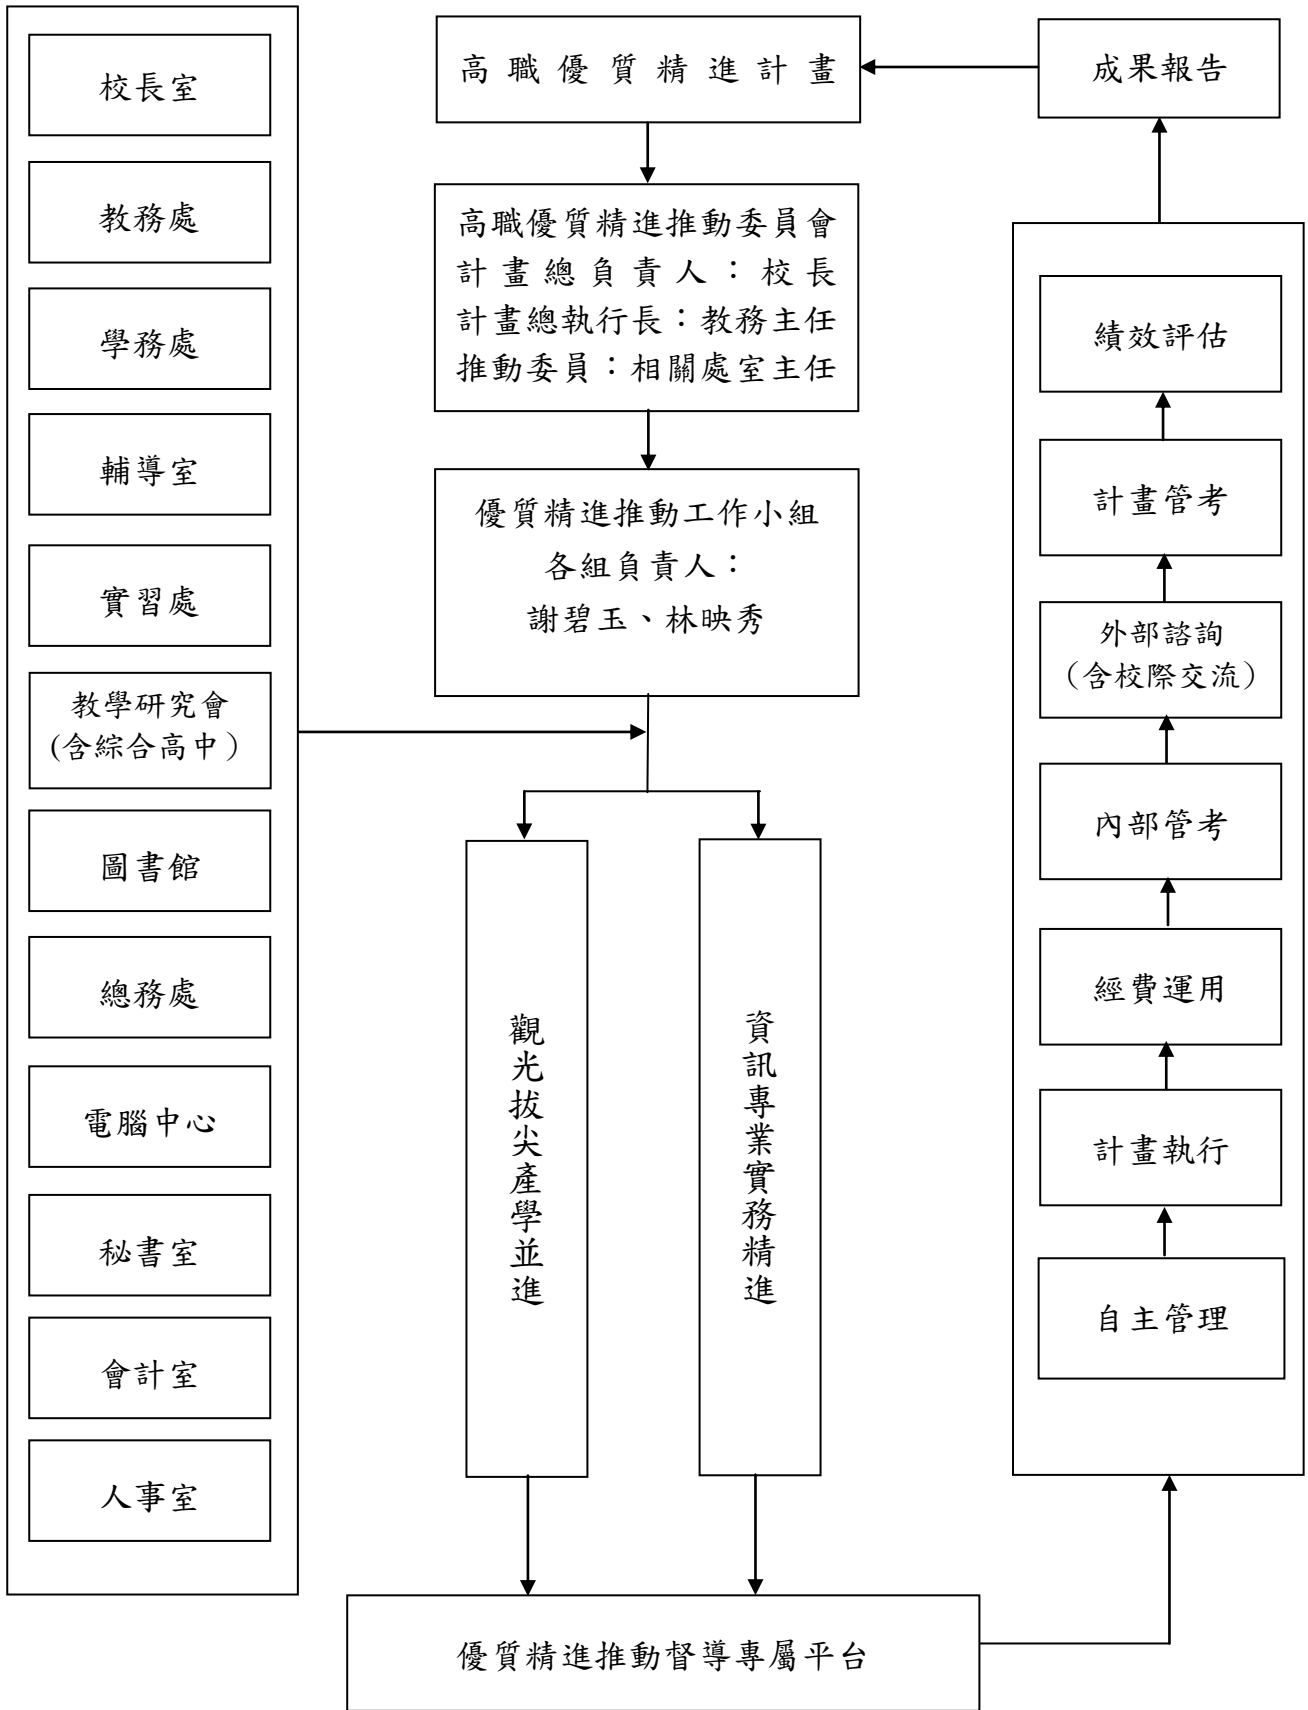 校長室
教務處
學務處
輔導室
實習處
教學研究會
(含綜合高中）
圖書館
總務處
電腦中心
秘書室
會計室
人事室
高職優質精進計畫
高職優質精進推動委員會
計畫總負責人：校長
計畫總執行長：教務主任
推動委員：相關處室主任
優質精進推動工作小組
各組負責人：
謝碧玉、林映秀
觀光拔尖產學並進
資訊專業實務精進
優質精進推動督導專屬平台
成果報告
績效評估
計畫管考
外部諮詢
（含校際交流）
內部管考
經費運用
計畫執行
自主管理